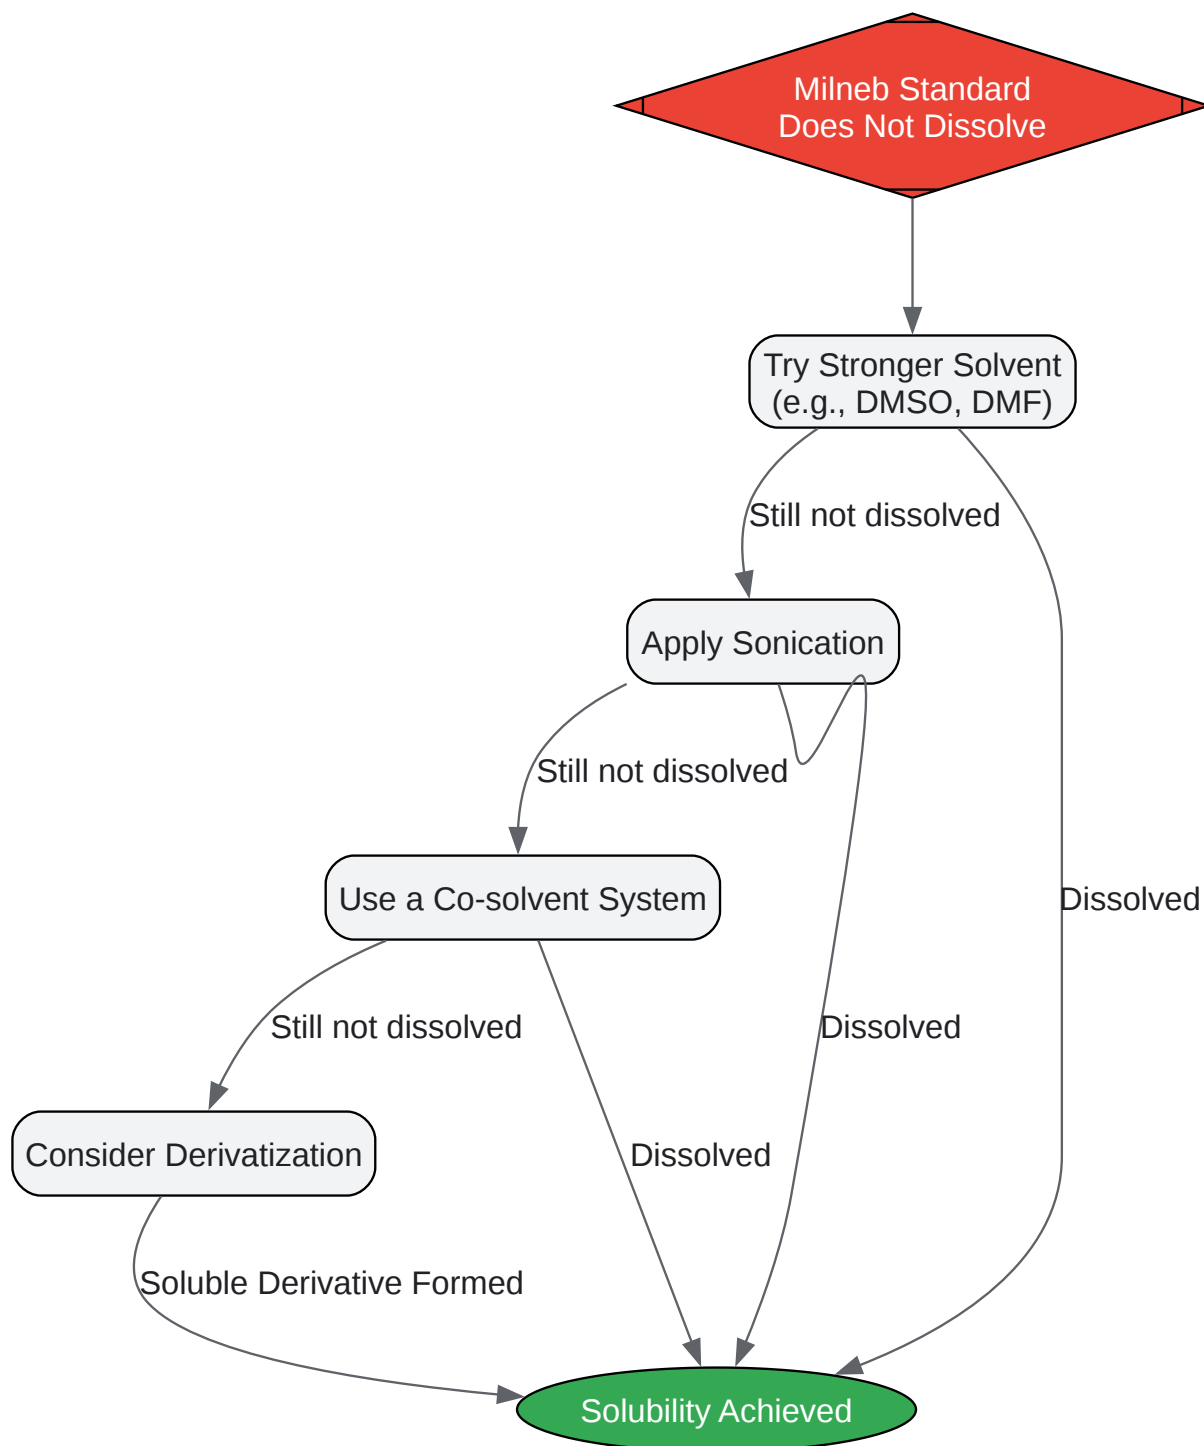 Milneb Standard
Does Not Dissolve
Try Stronger Solvent
(e.g., DMSO, DMF)
Still not dissolved
Apply Sonication
Still not dissolved
Use a Co-solvent System
Dissolved
Still not dissolved
Dissolved
Consider Derivatization
Dissolved
Soluble Derivative Formed
Solubility Achieved